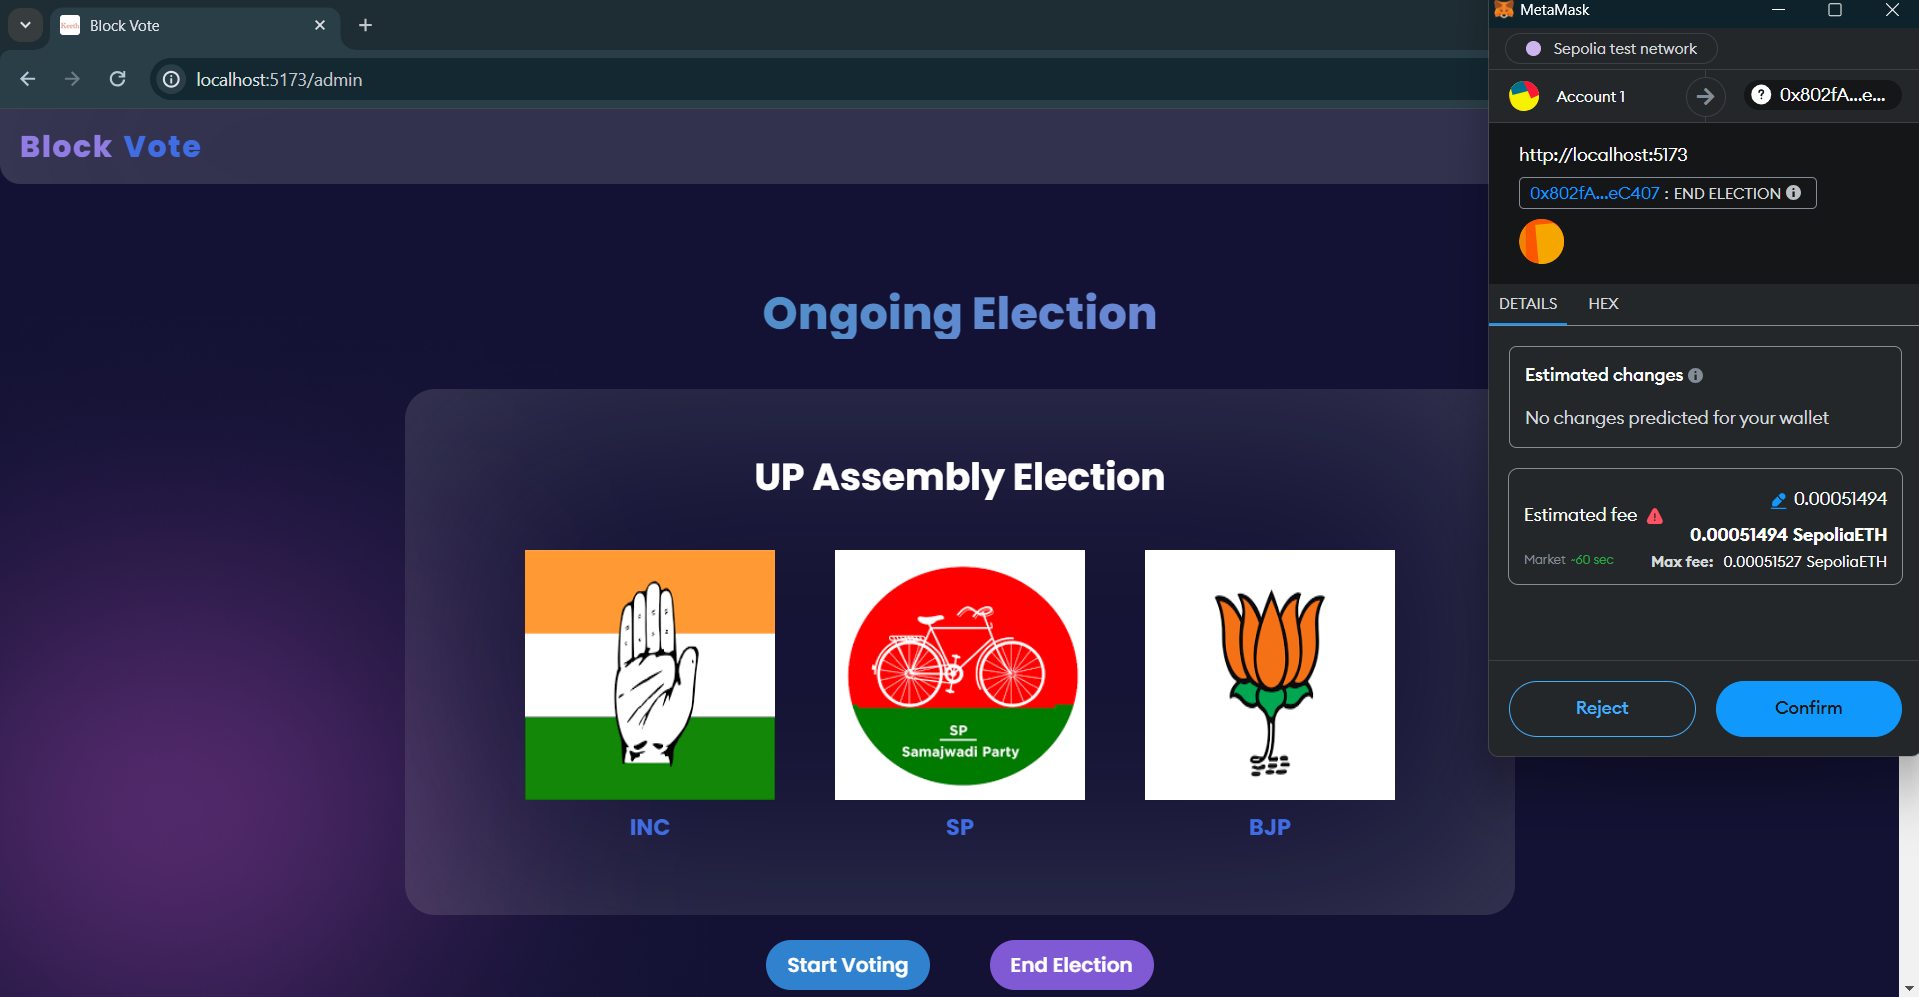 Block Vote
localhost:5173/admin
Block Vote
Ongoing Election
UP Assembly Election
SP
Samajwadi Party
INC
SP
BJP
Start Voting
End Election
MetaMask
Sepolia test network
Account 1
? 0x802fA...e...
http://localhost:5173
0x802fA...eC407 : END ELECTION
DETAILS
HEX
Estimated changes
No changes predicted for your wallet
Estimated fee
0.00051494
0.00051494 SepoliaETH
Market ~60 sec
Max fee: 0.00051527 SepoliaETH
Reject
Confirm